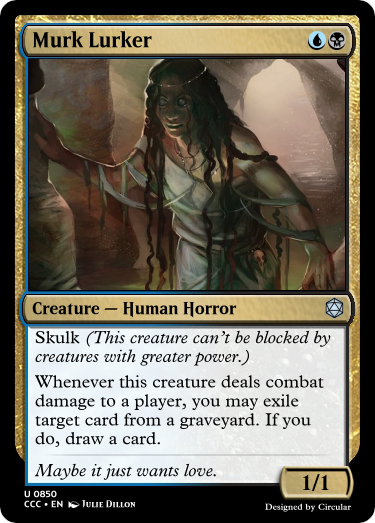 Murk Lurker
Creature — Human Horror
Skulk (This creature can't be blocked by
creatures with greater power.)
Whenever this creature deals combat
damage to a player, you may exile
target card from a graveyard. If you
do, draw a card.
Maybe it just wants love.
1/1
U 0850
CCC • EN Julie Dillon
Designed by Circular